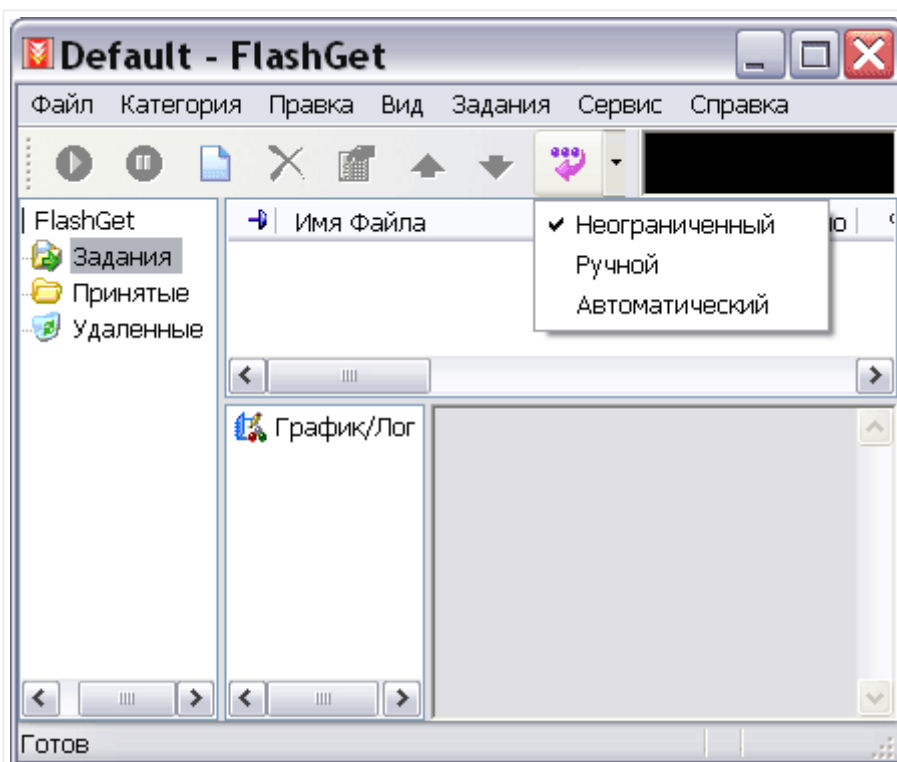 Default - FlashGet
Файл Категория Правка Вид Задания Сервис Справка
FlashGet
Имя Файла
Неограниченный
Задания
Ручной
Принятые
Автоматический
Удаленные
График/Лог
Готов